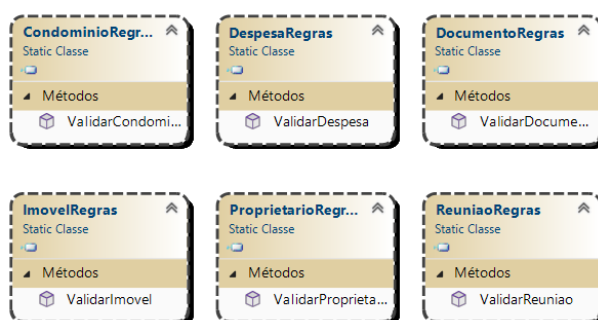 CondominioRegr...
Static Classe
Métodos
ValidarCondomi...
DespesaRegras
Static Classe
Métodos
ValidarDespesa
DocumentoRegras
Static Classe
Métodos
ValidarDocume...
ImovelRegras
Static Classe
Métodos
ValidarImovel
ProprietarioRegr...
Static Classe
Métodos
ValidarProprieta...
ReuniaoRegras
Static Classe
Métodos
ValidarReuniao